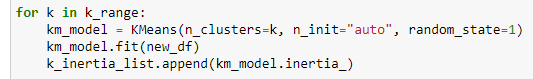 for k in k_range:
    km_model = KMeans(n_clusters=k, n_init="auto", random_state=1)
    km_model.fit(new_df)
    k_inertia_list.append(km_model.inertia_)